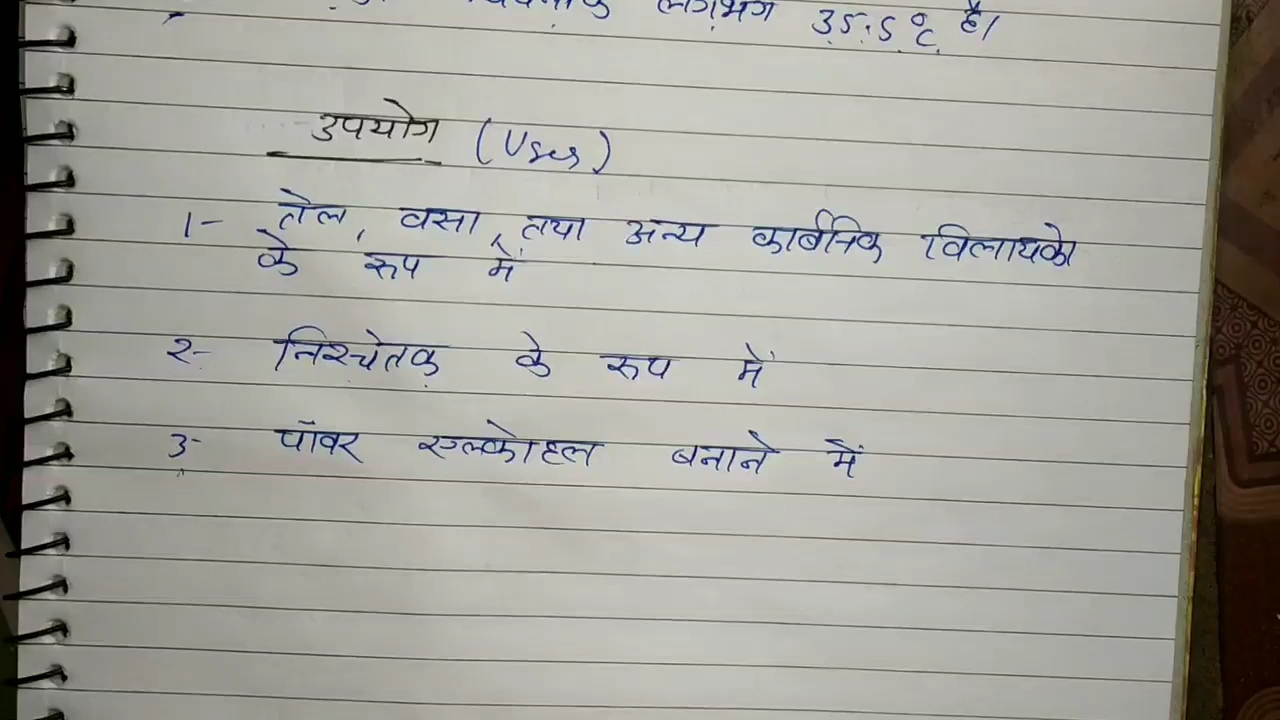 लगभग 35.5 °C है।
उपयोग (Uses)
1- तेल, वसा, तथा अन्य कार्बनिक विलायको
के रूप में
2- निश्चेतक के रूप में
3- पॉवर एल्कोहल बनाने में